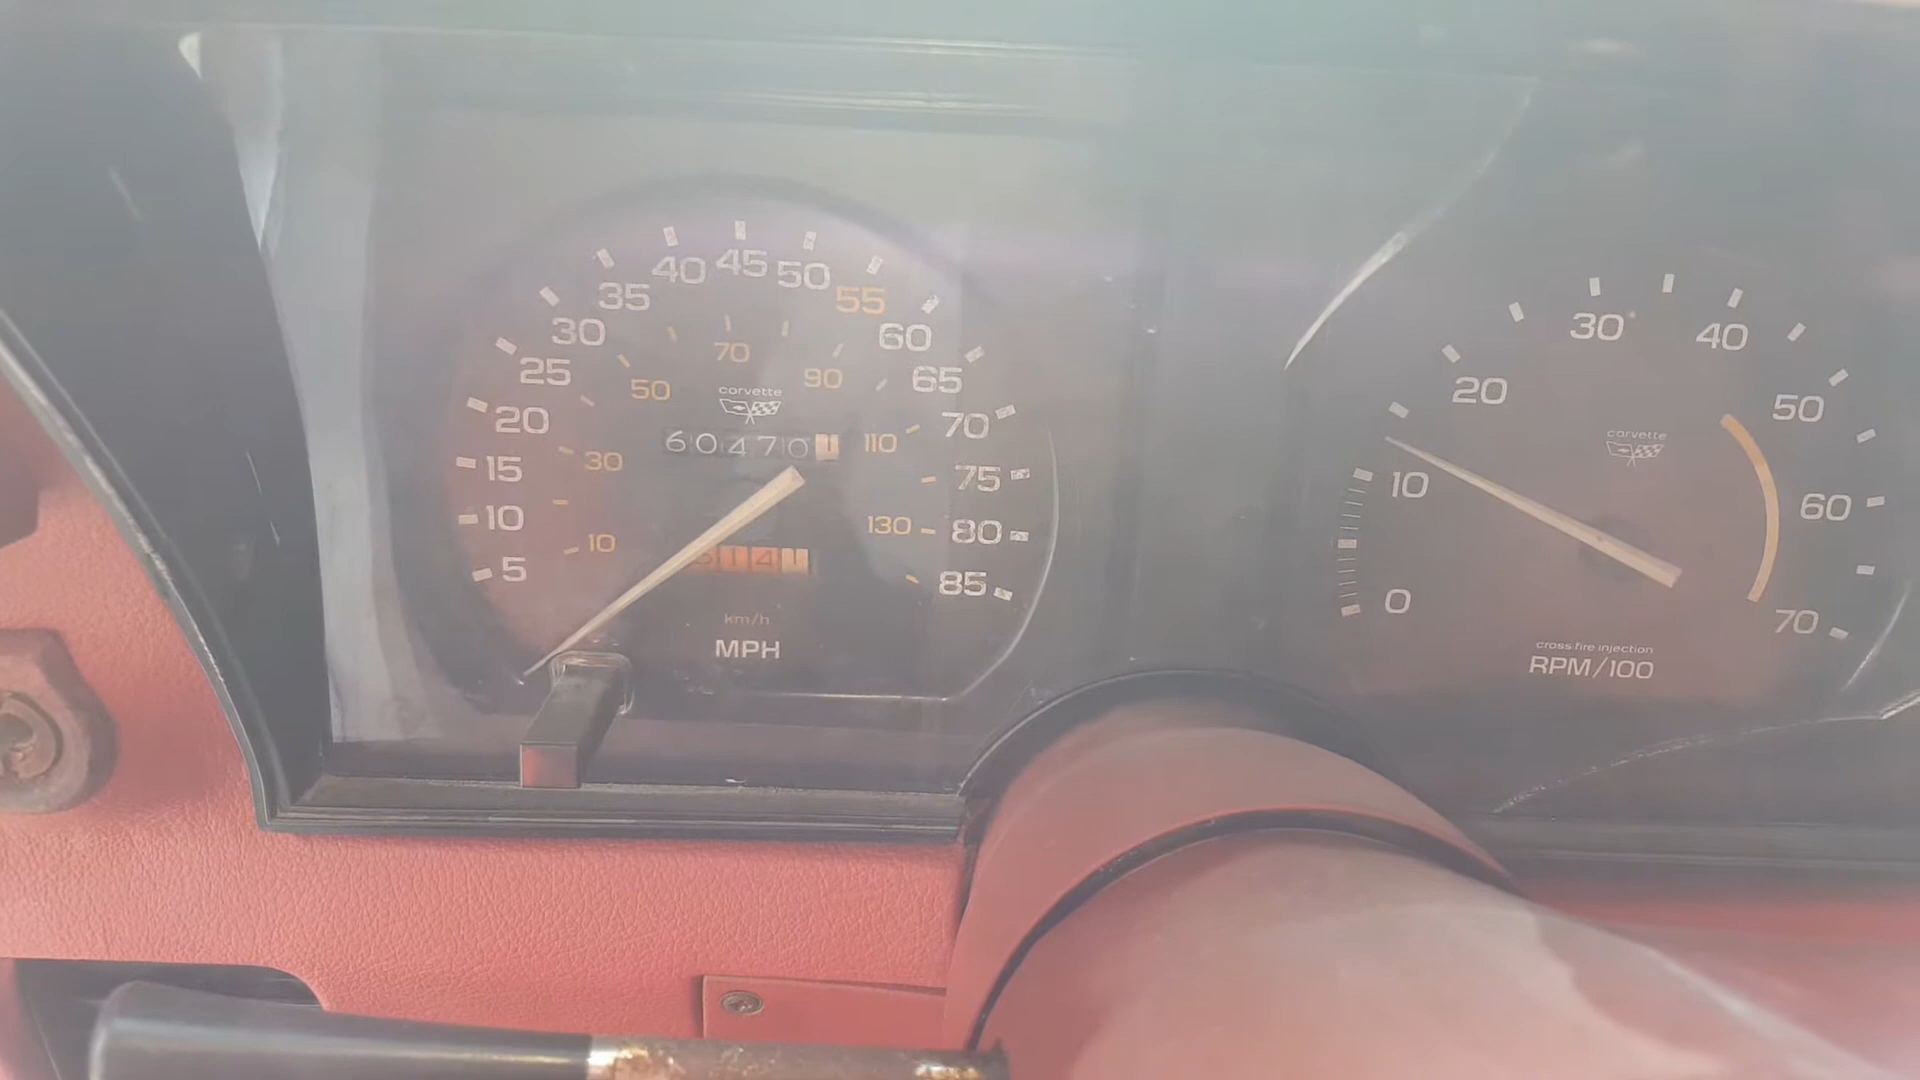 40 45 50
35 55
30 60
25 65
20 70
15 75
10 80
5 85
70
50 90
30 110
10 130
corvette
60470 1
141
km/h
MPH
30 40
20 50
10 60
0 70
corvette
cross fire injection
RPM/100